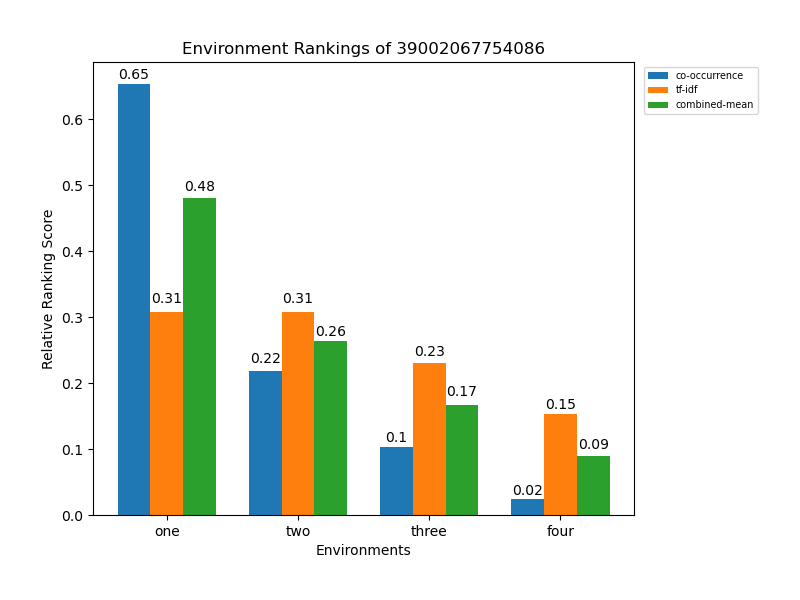 Environment Rankings of 39002067754086
co-occurrence
tf-idf
combined-mean
Relative Ranking Score
0.6
0.5
0.4
0.3
0.2
0.1
0.0
0.65
0.31
0.48
0.22
0.31
0.26
0.1
0.23
0.17
0.02
0.15
0.09
one two three four
Environments